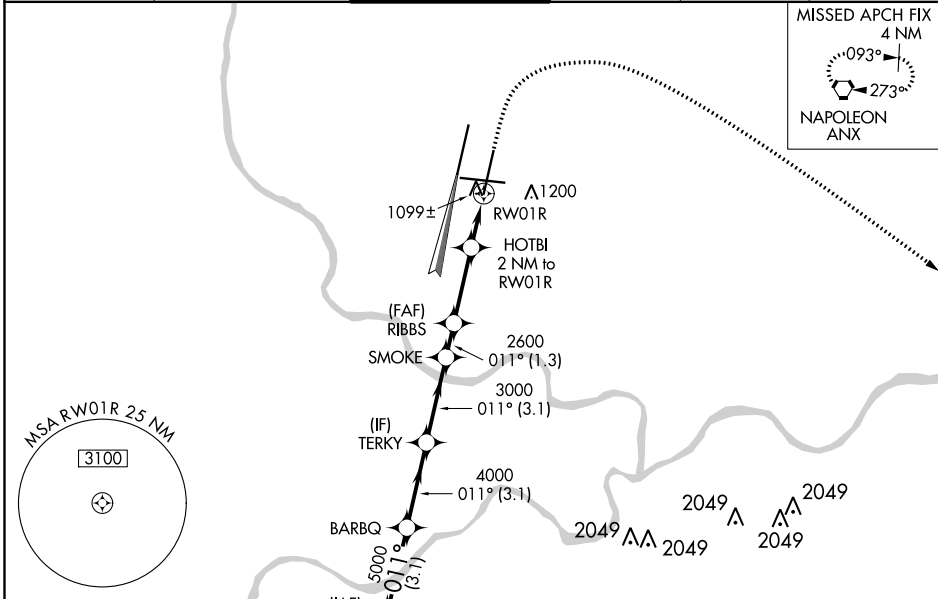 MISSED APCH FIX
4 NM
093°
273°
NAPOLEON
ANX
1099±
1200
RW01R
HOTBI
2 NM to
RW01R
(FAF)
RIBBS
SMOKE
2600
011° (1.3)
3000
011° (3.1)
(IF)
TERKY
MSA RW01R 25 NM
3100
4000
011° (3.1)
BARBQ
2049
2049
2049
2049
2049
5000
011°
(3.1)